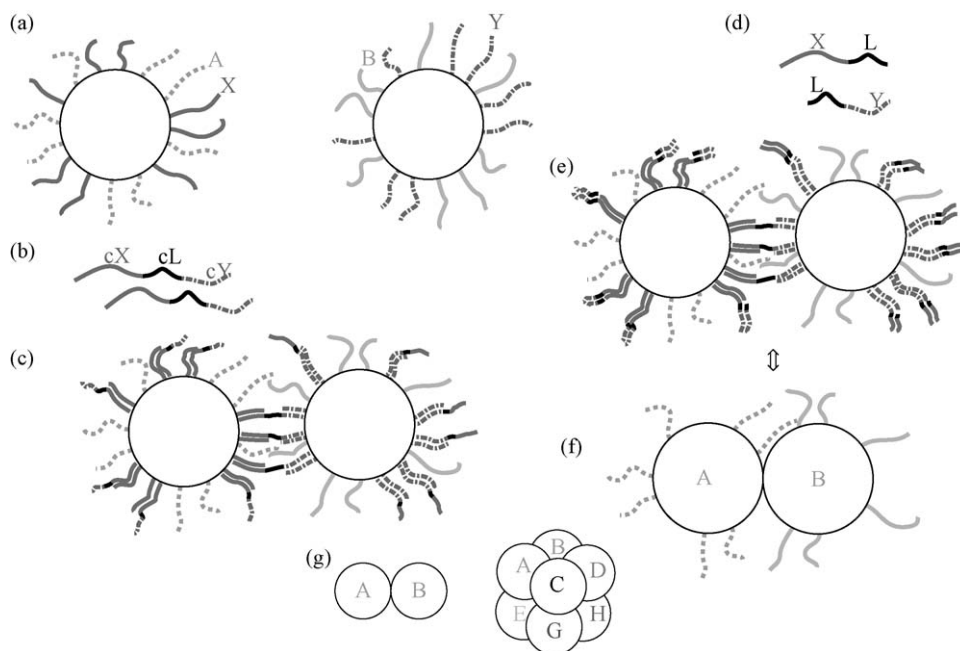 (a)
A
X
B
Y
(b)
cX cL cY
(c)
(d)
X L
L Y
(e)
(f)
A B
(g)
A B
A B C D E G H